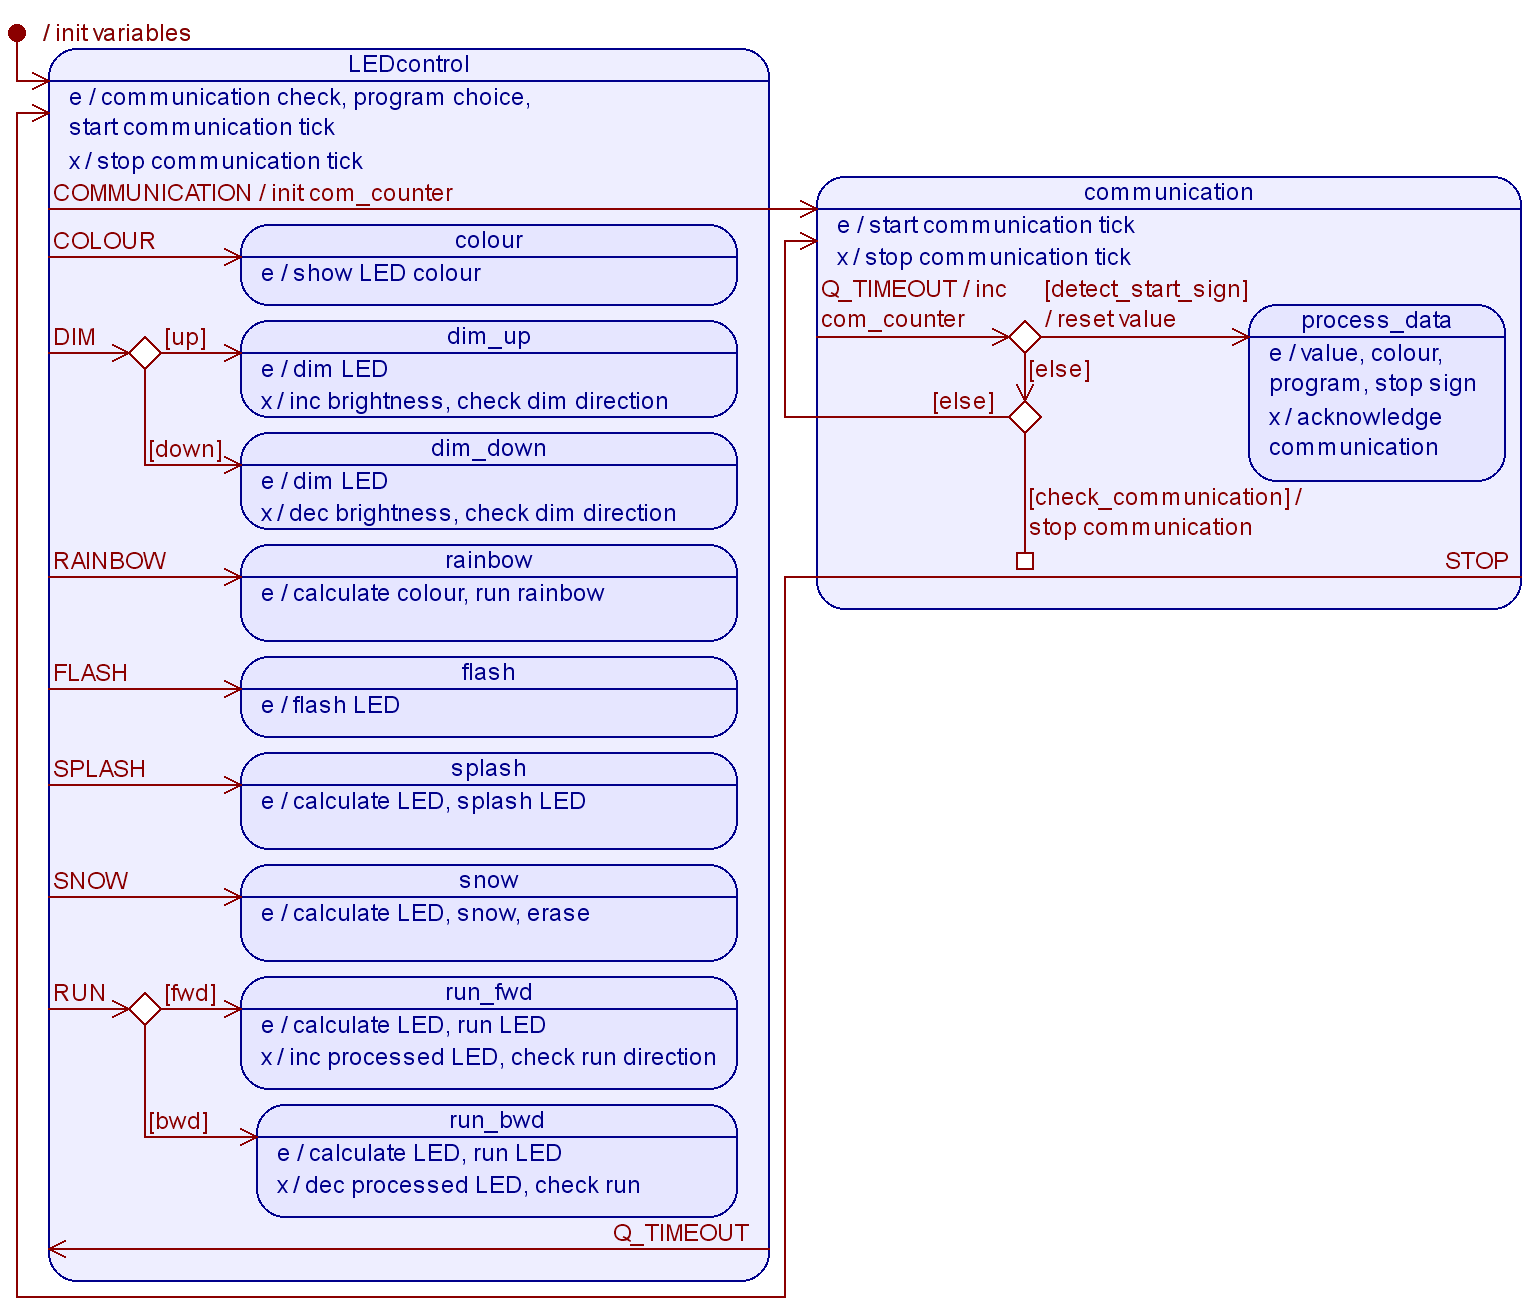 / init variables
LEDcontrol
e / communication check, program choice,
start communication tick
x / stop communication tick
COMMUNICATION / init com_counter
COLOUR
colour
e / show LED colour
DIM
[up]
dim_up
e / dim LED
x / inc brightness, check dim direction
[down]
dim_down
e / dim LED
x / dec brightness, check dim direction
RAINBOW
rainbow
e / calculate colour, run rainbow
FLASH
flash
e / flash LED
SPLASH
splash
e / calculate LED, splash LED
SNOW
snow
e / calculate LED, snow, erase
RUN
[fwd]
run_fwd
e / calculate LED, run LED
x / inc processed LED, check run direction
[bwd]
run_bwd
e / calculate LED, run LED
x / dec processed LED, check run
Q_TIMEOUT
communication
e / start communication tick
x / stop communication tick
Q_TIMEOUT / inc
com_counter
[detect_start_sign]
/ reset value
process_data
e / value, colour,
program, stop sign
x / acknowledge
communication
[else]
[else]
[check_communication] /
stop communication
STOP